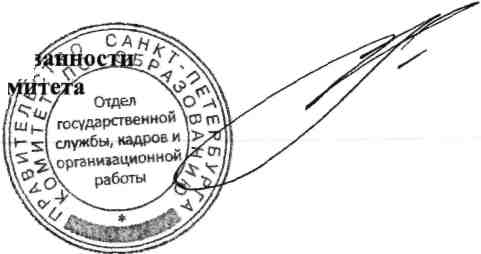 занности
митета
ПРАВИТЕЛЬСТВО САНКТ-ПЕТЕРБУРГА
КОМИТЕТ ПО ОБРАЗОВАНИЮ
Отдел
государственной
службы, кадров и
организационной
работы
*